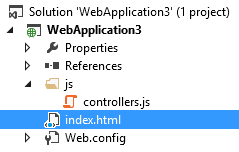 Solution 'WebApplication3' (1 project)
WebApplication3
Properties
References
js
controllers.js
index.html
Web.config